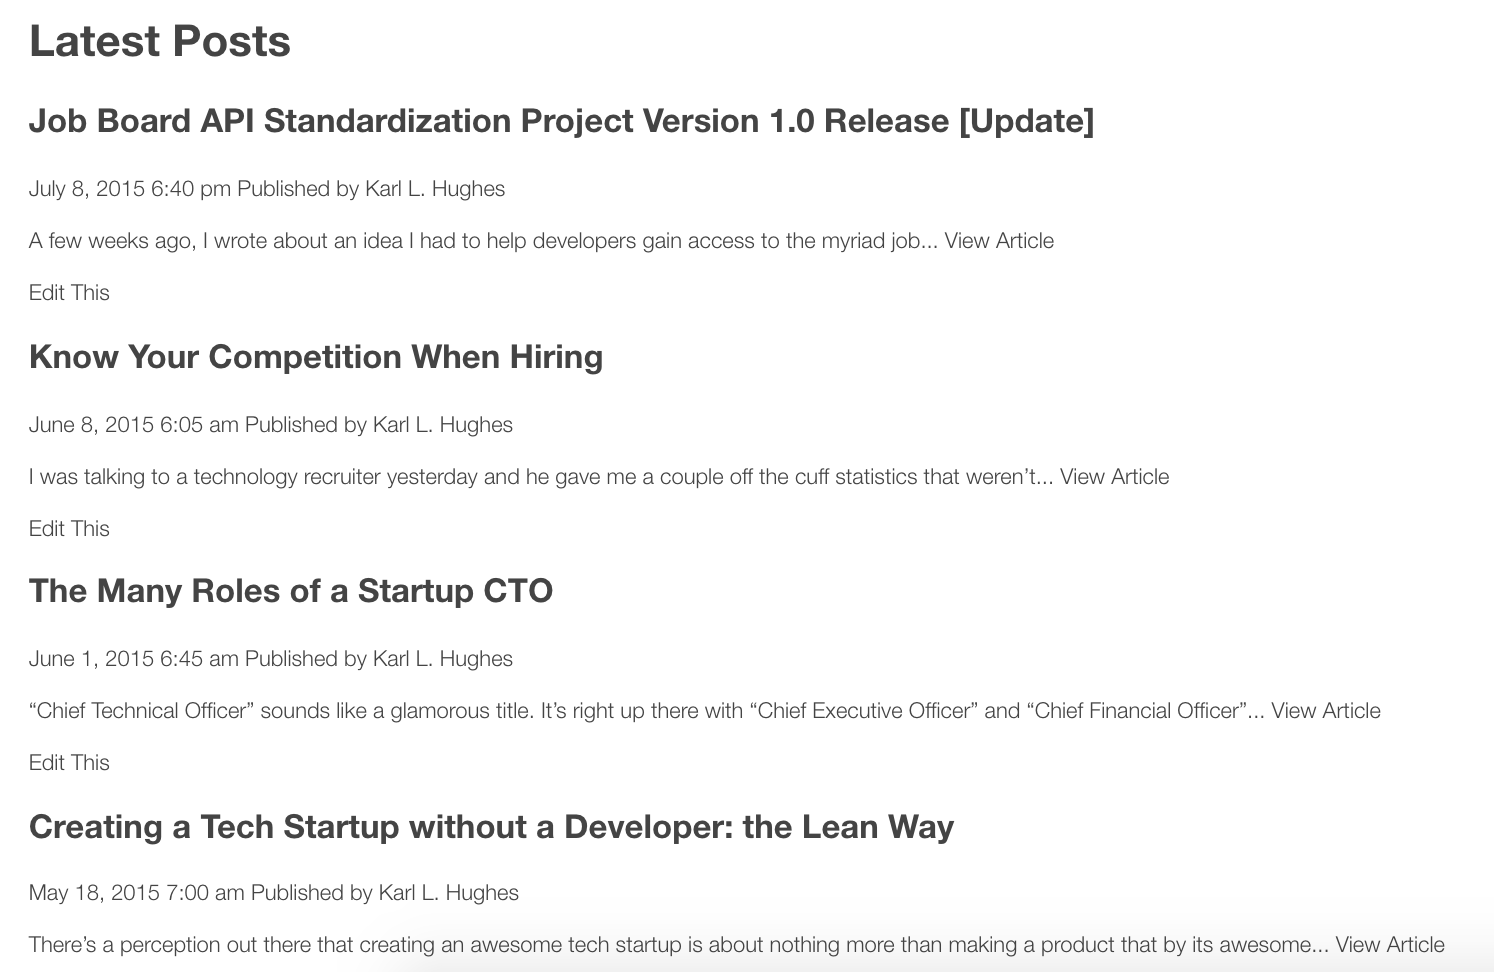 Latest Posts
Job Board API Standardization Project Version 1.0 Release [Update]
July 8, 2015 6:40 pm Published by Karl L. Hughes
A few weeks ago, I wrote about an idea I had to help developers gain access to the myriad job... View Article
Edit This
Know Your Competition When Hiring
June 8, 2015 6:05 am Published by Karl L. Hughes
I was talking to a technology recruiter yesterday and he gave me a couple off the cuff statistics that weren’t... View Article
Edit This
The Many Roles of a Startup CTO
June 1, 2015 6:45 am Published by Karl L. Hughes
“Chief Technical Officer” sounds like a glamorous title. It’s right up there with “Chief Executive Officer” and “Chief Financial Officer”... View Article
Edit This
Creating a Tech Startup without a Developer: the Lean Way
May 18, 2015 7:00 am Published by Karl L. Hughes
There’s a perception out there that creating an awesome tech startup is about nothing more than making a product that by its awesome... View Article